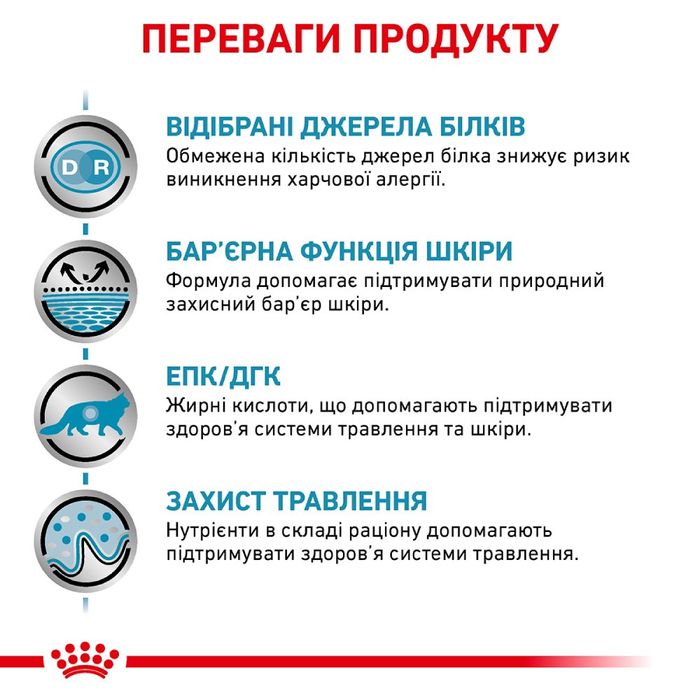 ПЕРЕВАГИ ПРОДУКТУ
D R
ВІДІБРАНІ ДЖЕРЕЛА БІЛКІВ
Обмежена кількість джерел білка знижує ризик
виникнення харчової алергії.
БАР’ЄРНА ФУНКЦІЯ ШКІРИ
Формула допомагає підтримувати природний
захисний бар’єр шкіри.
ЕПК/ДГК
Жирні кислоти, що допомагають підтримувати
здоров’я системи травлення та шкіри.
ЗАХИСТ ТРАВЛЕННЯ
Нутрієнти в складі раціону допомагають
підтримувати здоров’я системи травлення.